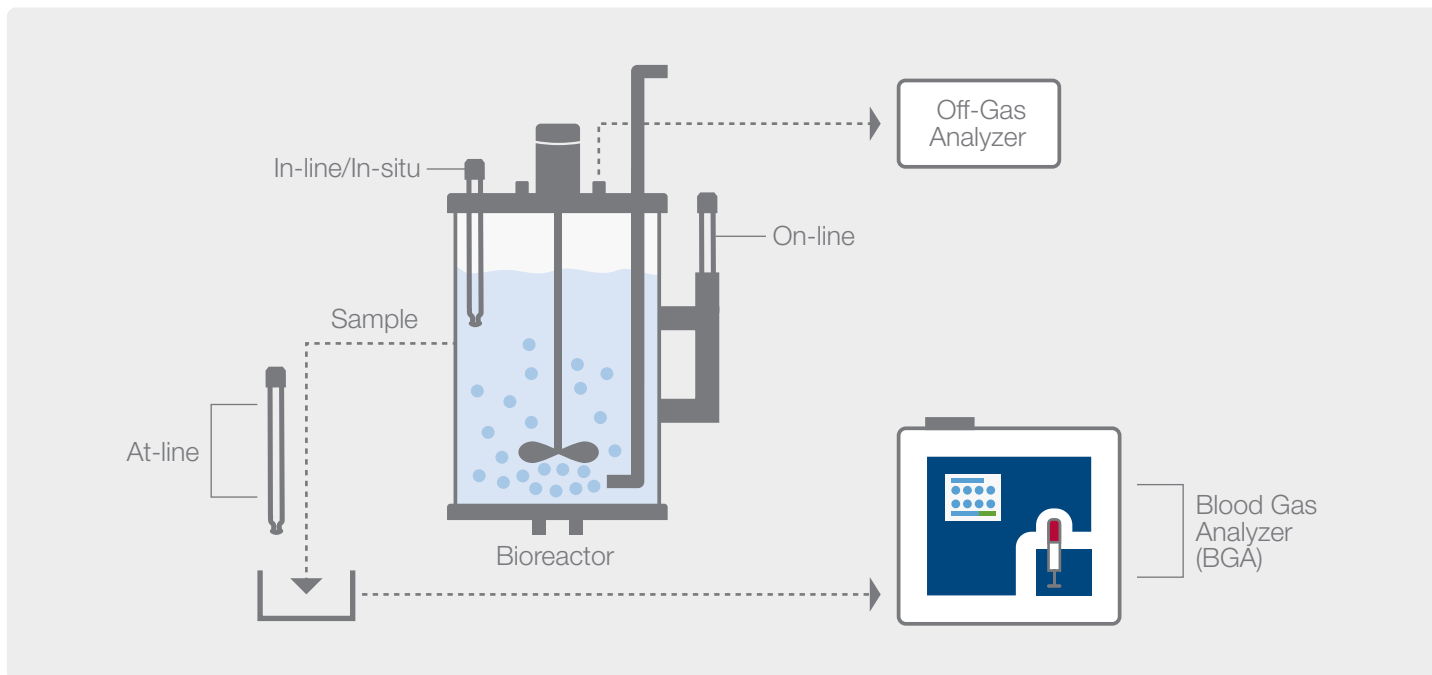 Off-Gas
Analyzer
In-line/In-situ
On-line
Sample
At-line
Bioreactor
Blood Gas
Analyzer
(BGA)